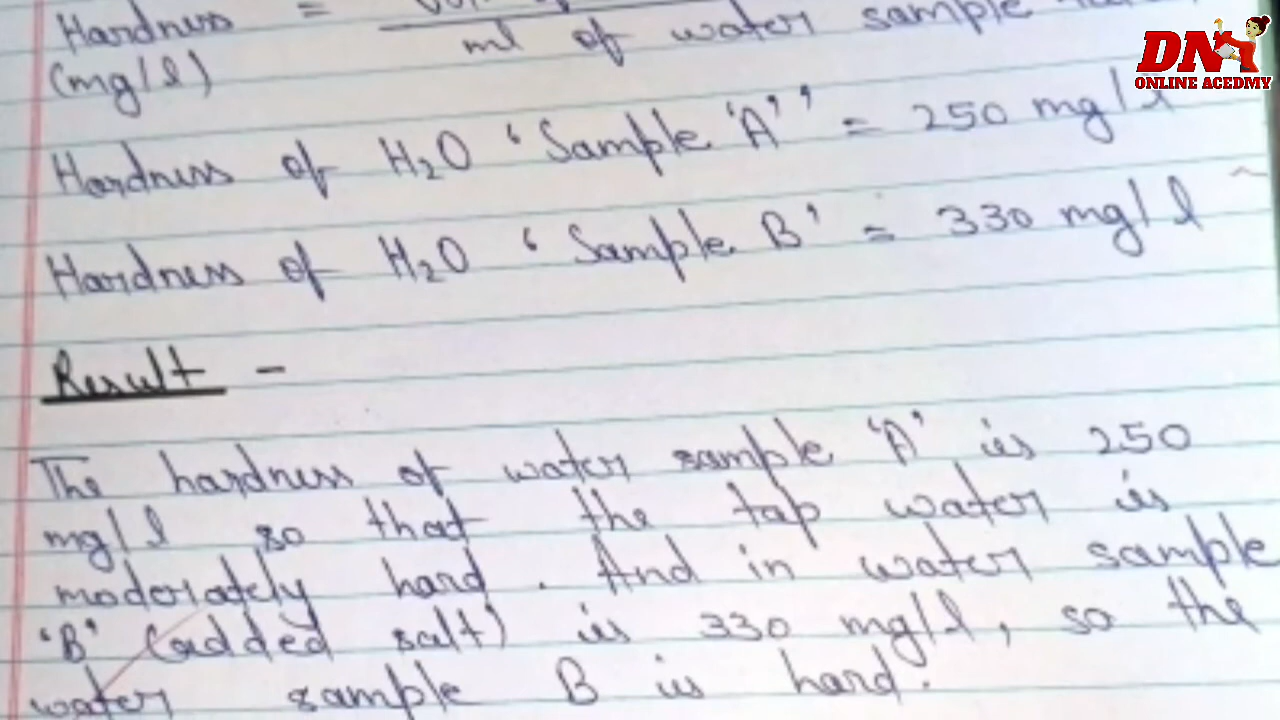 Hardness =
ml of water sample
(mg/l)
DN
ONLINE ACEDMY
Hardness of H2O ‘Sample ‘A’’ = 250 mg/l
Hardness of H2O ‘Sample B’ = 330 mg/l
Result -
The hardness of water sample ‘A’ is 250
mg/l so that the tap water is
moderately hard. And in water sample
‘B’ (added salt) is 330 mg/l, so the
water sample B is hard.